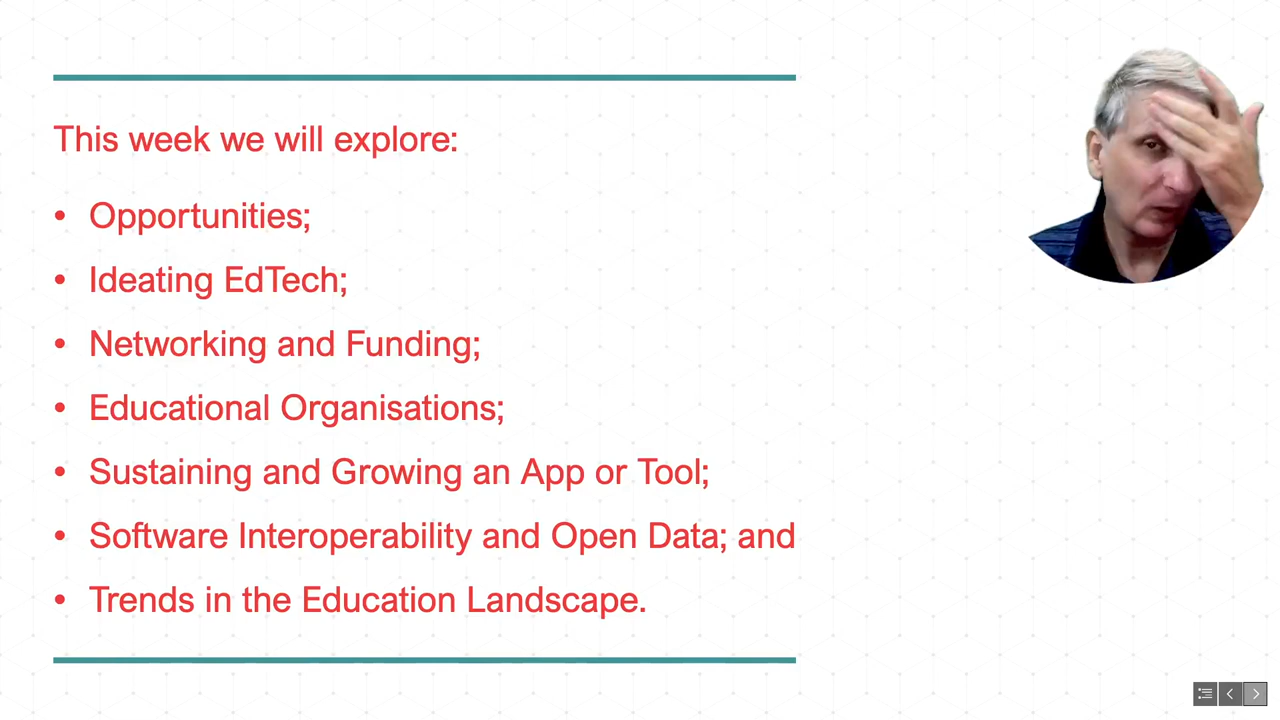 This week we will explore:
• Opportunities;
• Ideating EdTech;
• Networking and Funding;
• Educational Organisations;
• Sustaining and Growing an App or Tool;
• Software Interoperability and Open Data; and
• Trends in the Education Landscape.